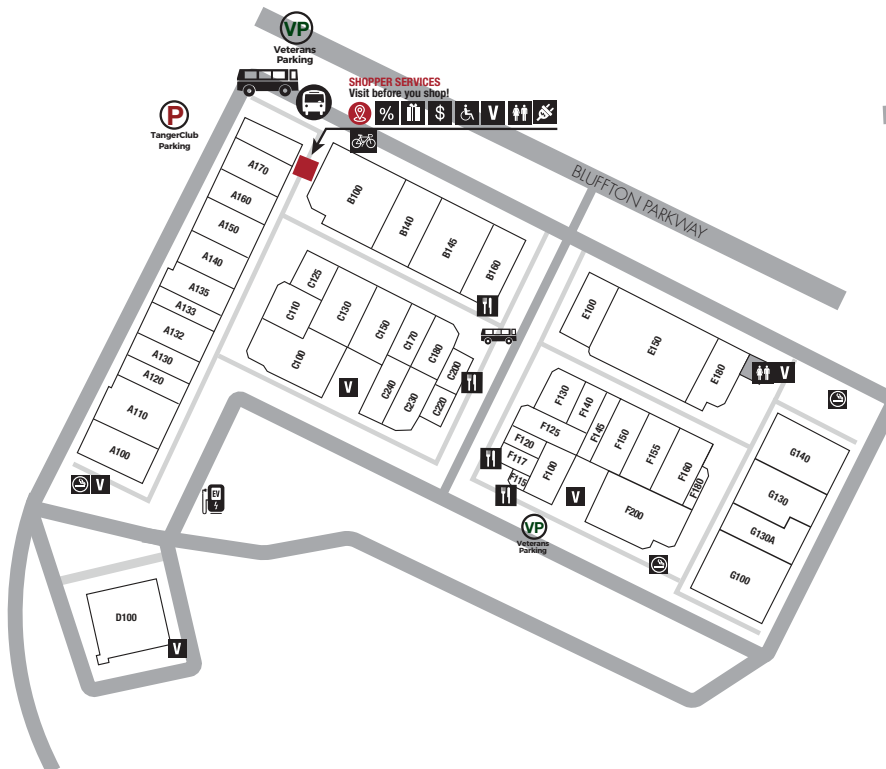 VP
Veterans
Parking
SHOPPER SERVICES
Visit before you shop!
% $ V
P
TangerClub
Parking
BLUFFTON PARKWAY
A170
A160
A150
A140
A135
A133
A132
A130
A120
A110
A100
V
B100
B140
B145
B160
C125
C110
C130
C150
C170
C180
C200
C100
C240
C230
C220
V
E100
E150
E180
V
F130
F140
F125
F145
F150
F155
F160
F180
F120
F117
F115
F100
F200
V
VP
Veterans
Parking
G140
G130
G130A
G100
EV
D100
V